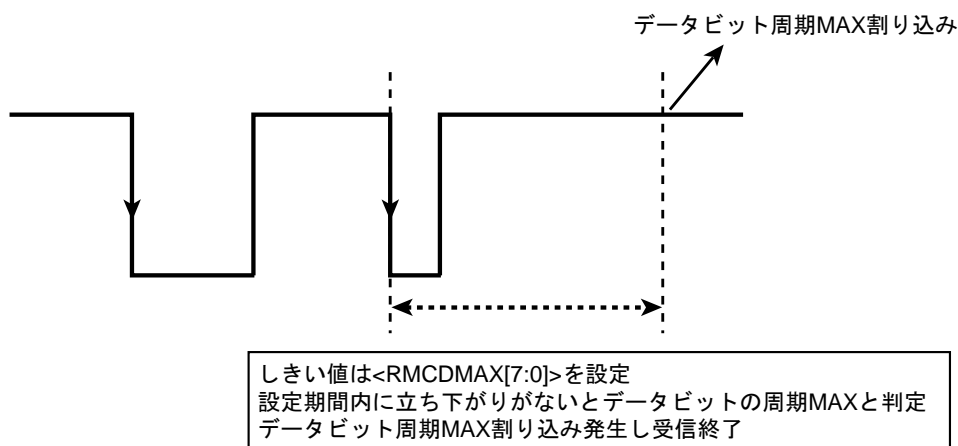 データビット周期MAX割り込み
しきい値は<RMCDMAX[7:0]>を設定
設定期間内に立ち下がりがないとデータビットの周期MAXと判定
データビット周期MAX割り込み発生し受信終了